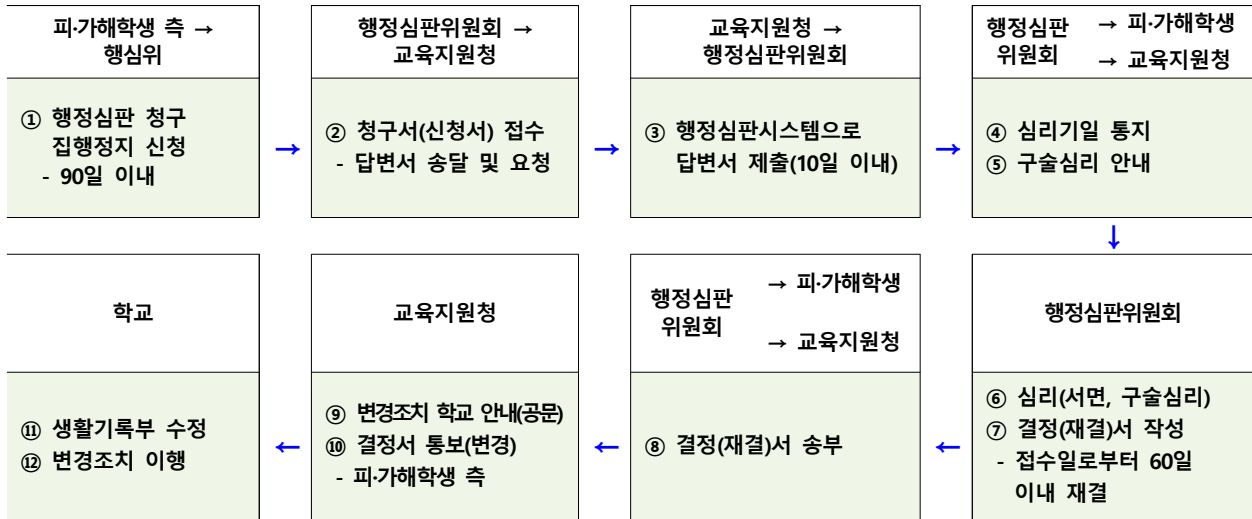 피·가해학생 측 →
행심위
① 행정심판 청구
집행정지 신청
- 90일 이내
→
행정심판위원회 →
교육지원청
② 청구서(신청서) 접수
- 답변서 송달 및 요청
→
교육지원청 →
행정심판위원회
③ 행정심판시스템으로
답변서 제출(10일 이내)
→
행정심판
위원회
→ 피·가해학생
→ 교육지원청
④ 심리기일 통지
⑤ 구술심리 안내
↓
행정심판위원회
⑥ 심리(서면, 구술심리)
⑦ 결정(재결)서 작성
- 접수일로부터 60일
이내 재결
←
행정심판
위원회
→ 피·가해학생
→ 교육지원청
⑧ 결정(재결)서 송부
←
교육지원청
⑨ 변경조치 학교 안내(공문)
⑩ 결정서 통보(변경)
- 피·가해학생 측
←
학교
⑪ 생활기록부 수정
⑫ 변경조치 이행